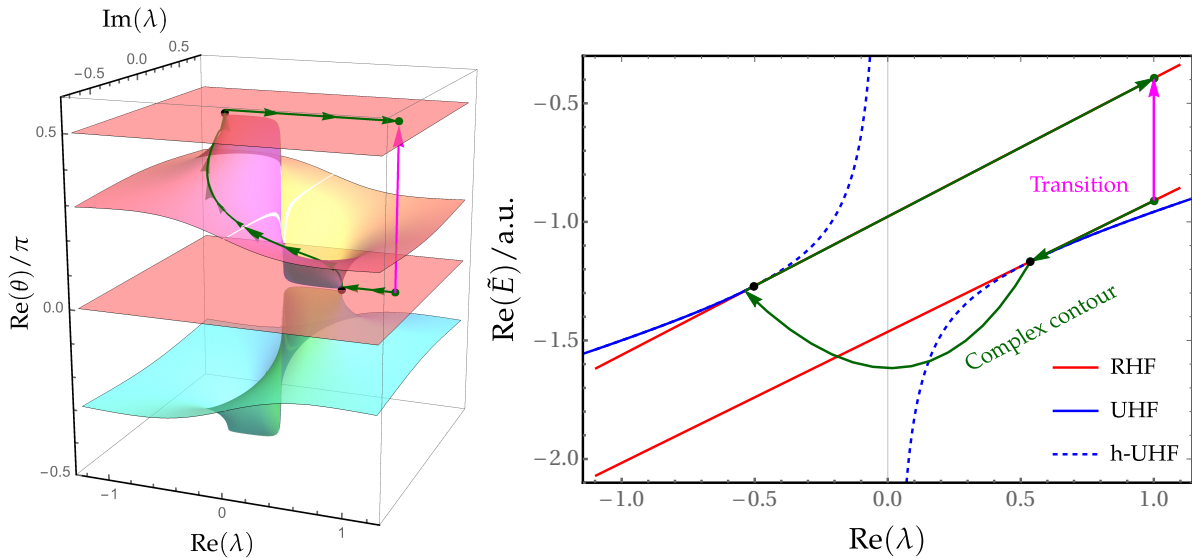 Im(λ)
−0.5
0.0
0.5
0.5
0.0
−0.5
Re(θ)/π
−1
0
1
Re(λ)
Re(Ẽ)/a.u.
−0.5
−1.0
−1.5
−2.0
Transition
Complex contour
RHF
UHF
h-UHF
−1.0
−0.5
0.0
0.5
1.0
Re(λ)